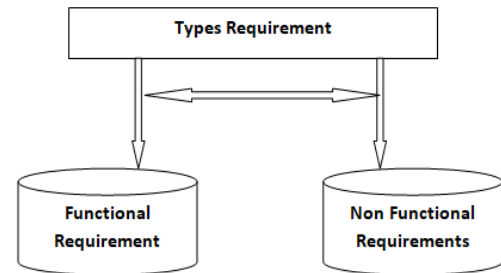 Types Requirement
Functional
Requirement
Non Functional
Requirements